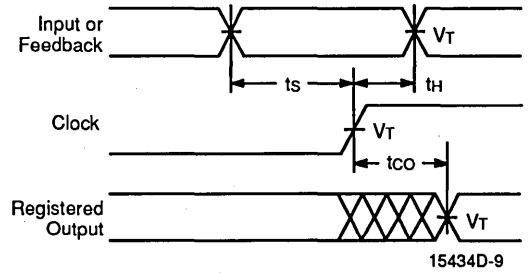 Input or
Feedback
VT
tS
tH
Clock
VT
tCO
Registered
Output
VT
15434D-9